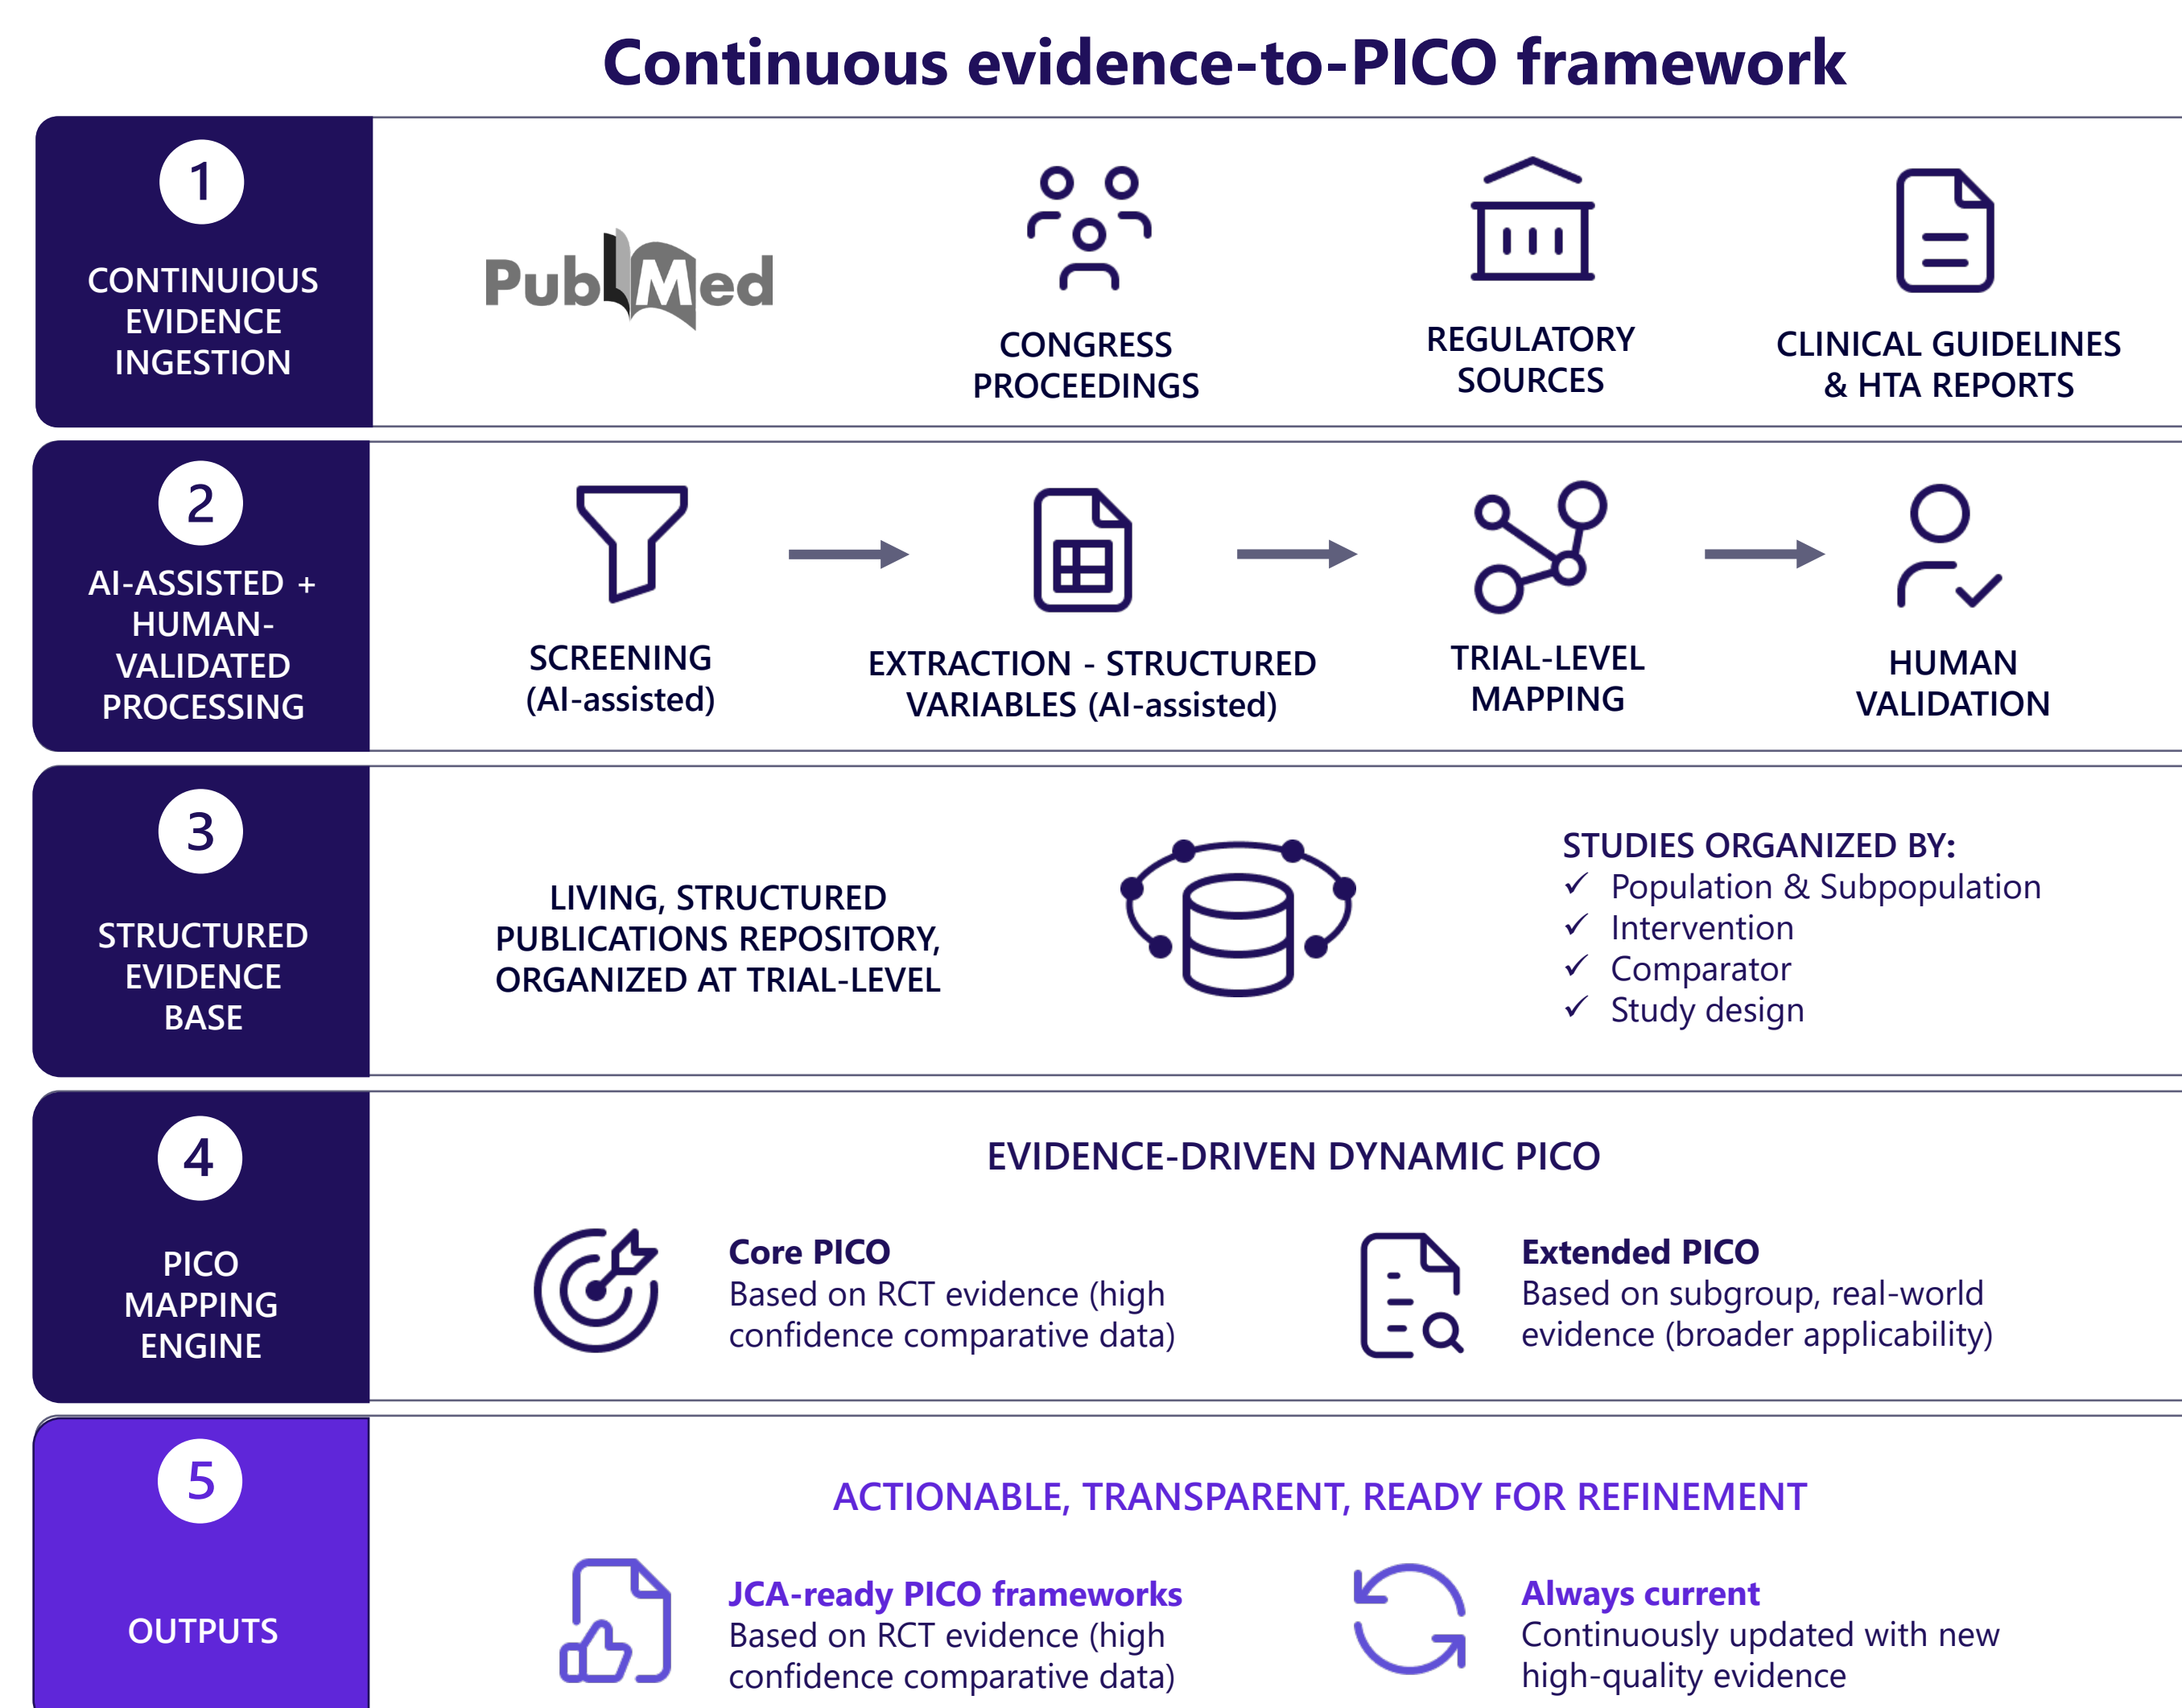 Continuous evidence-to-PICO framework
1
CONTINUIOUS
EVIDENCE
INGESTION
PubMed
CONGRESS
PROCEEDINGS
REGULATORY
SOURCES
CLINICAL GUIDELINES
& HTA REPORTS
2
AI-ASSISTED +
HUMAN-
VALIDATED
PROCESSING
SCREENING
(AI-assisted)
EXTRACTION - STRUCTURED
VARIABLES (AI-assisted)
TRIAL-LEVEL
MAPPING
HUMAN
VALIDATION
3
STRUCTURED
EVIDENCE
BASE
LIVING, STRUCTURED
PUBLICATIONS REPOSITORY,
ORGANIZED AT TRIAL-LEVEL
STUDIES ORGANIZED BY:
✓ Population & Subpopulation
✓ Intervention
✓ Comparator
✓ Study design
4
PICO
MAPPING
ENGINE
EVIDENCE-DRIVEN DYNAMIC PICO
Core PICO
Based on RCT evidence (high
confidence comparative data)
Extended PICO
Based on subgroup, real-world
evidence (broader applicability)
5
OUTPUTS
ACTIONABLE, TRANSPARENT, READY FOR REFINEMENT
JCA-ready PICO frameworks
Based on RCT evidence (high
confidence comparative data)
Always current
Continuously updated with new
high-quality evidence